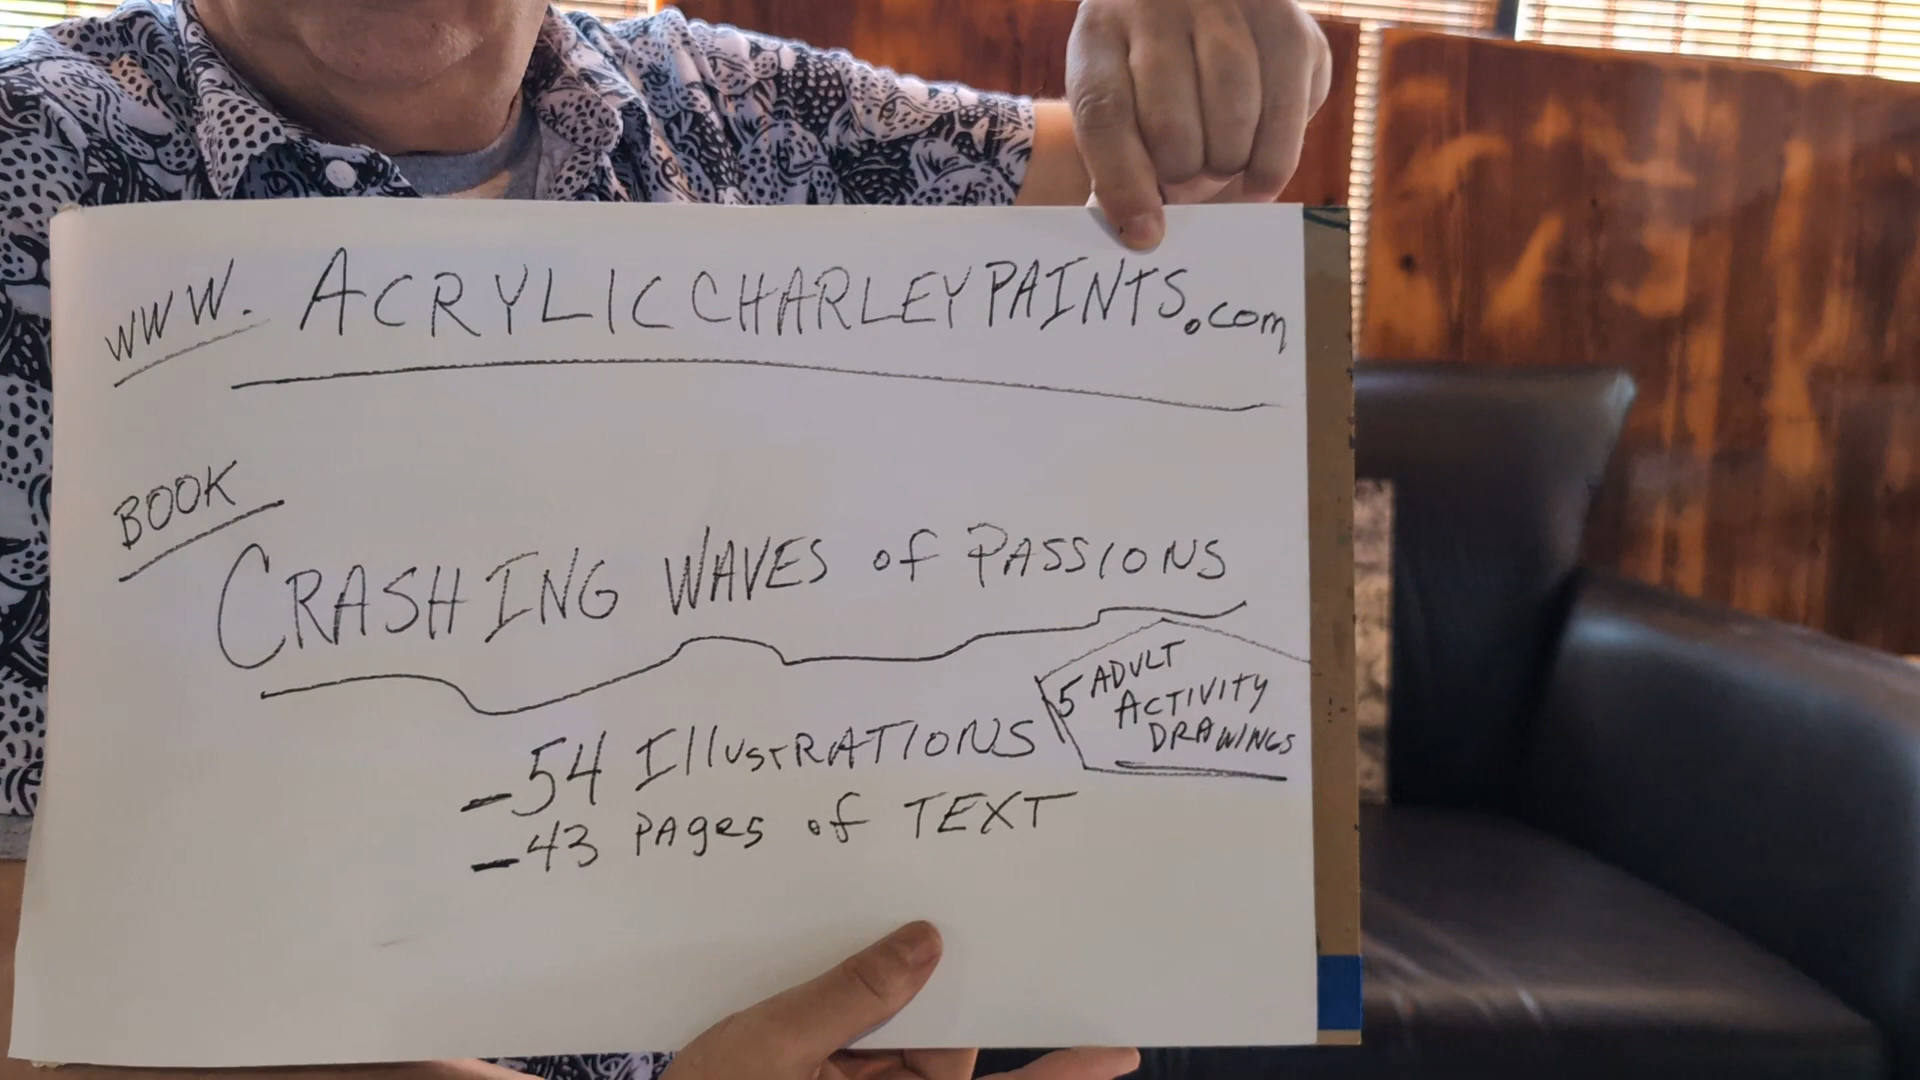 www. ACRYLICCHARLEYPAINTS.com
BOOK
CRASHING WAVES of PASSIONS
5 ADULT
ACTIVITY
DRAWINGS
-54 IllUSTRATIONS
-43 PAges of TEXT